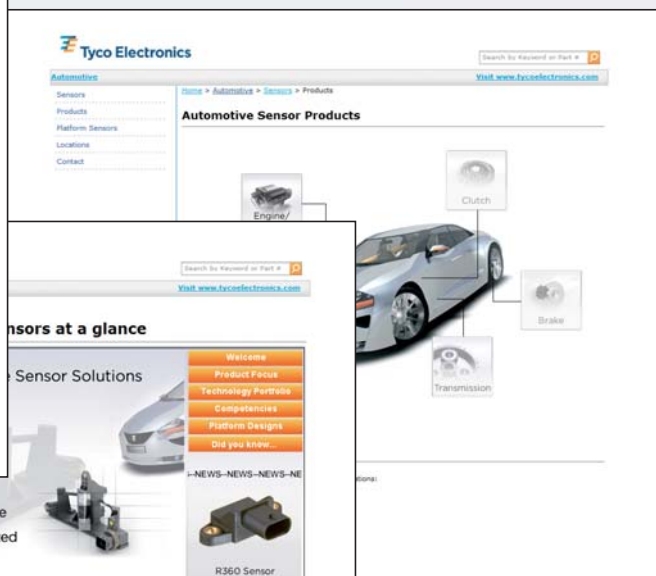 Tyco Electronics
Search by Keyword or Part #
Automotive
Visit www.tycoelectronics.com
Sensors
Products
Platform Sensors
Locations
Contact
Home > Automotive > Sensors > Products
Automotive Sensor Products
Engine/
Clutch
Brake
Transmission
Search by Keyword or Part #
Visit www.tycoelectronics.com
nsors at a glance
Sensor Solutions
Welcome
Product Focus
Technology Portfolio
Competencies
Platform Designs
Did you know...
--NEWS--NEWS--NEWS--NE
R360 Sensor
e
ed